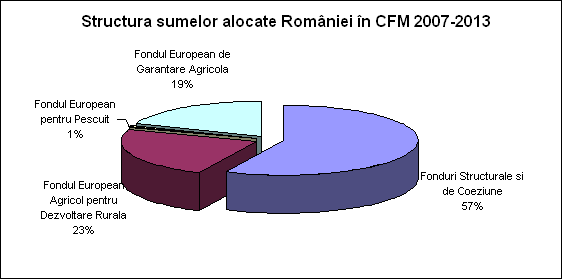 Structura sumelor alocate României în CFM 2007-2013
Fondul European de
Garantare Agricola
19%
Fondul European
pentru Pescuit
1%
Fondul European
Agricol pentru
Dezvoltare Rurala
23%
Fonduri Structurale si
de Coeziune
57%